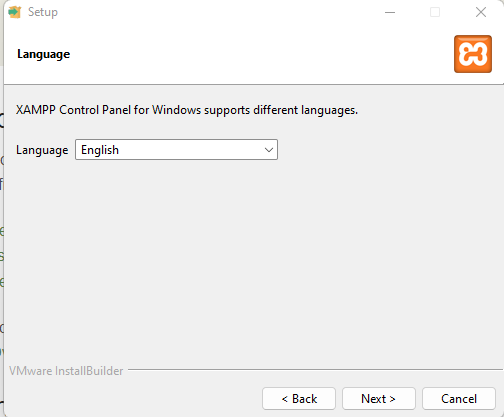 Setup
Language
XAMPP Control Panel for Windows supports different languages.
Language English
VMware InstallBuilder
< Back Next > Cancel